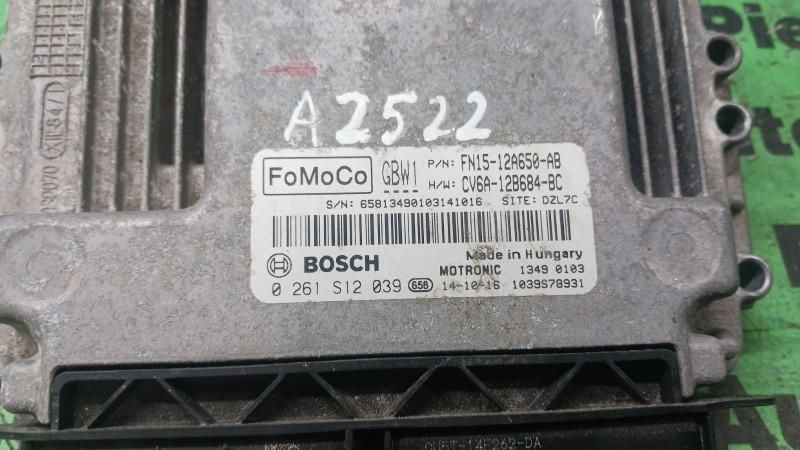 A2522
FoMoCo GBW1 P/N: FN15-12A650-AB
H/W: CV6A-12B684-BC
S/N: 65813490103141016 SITE: DZL7C
Made in Hungary
BOSCH MOTRONIC 1349 0103
0 261 S12 039 658 14-10-16 1039S78931